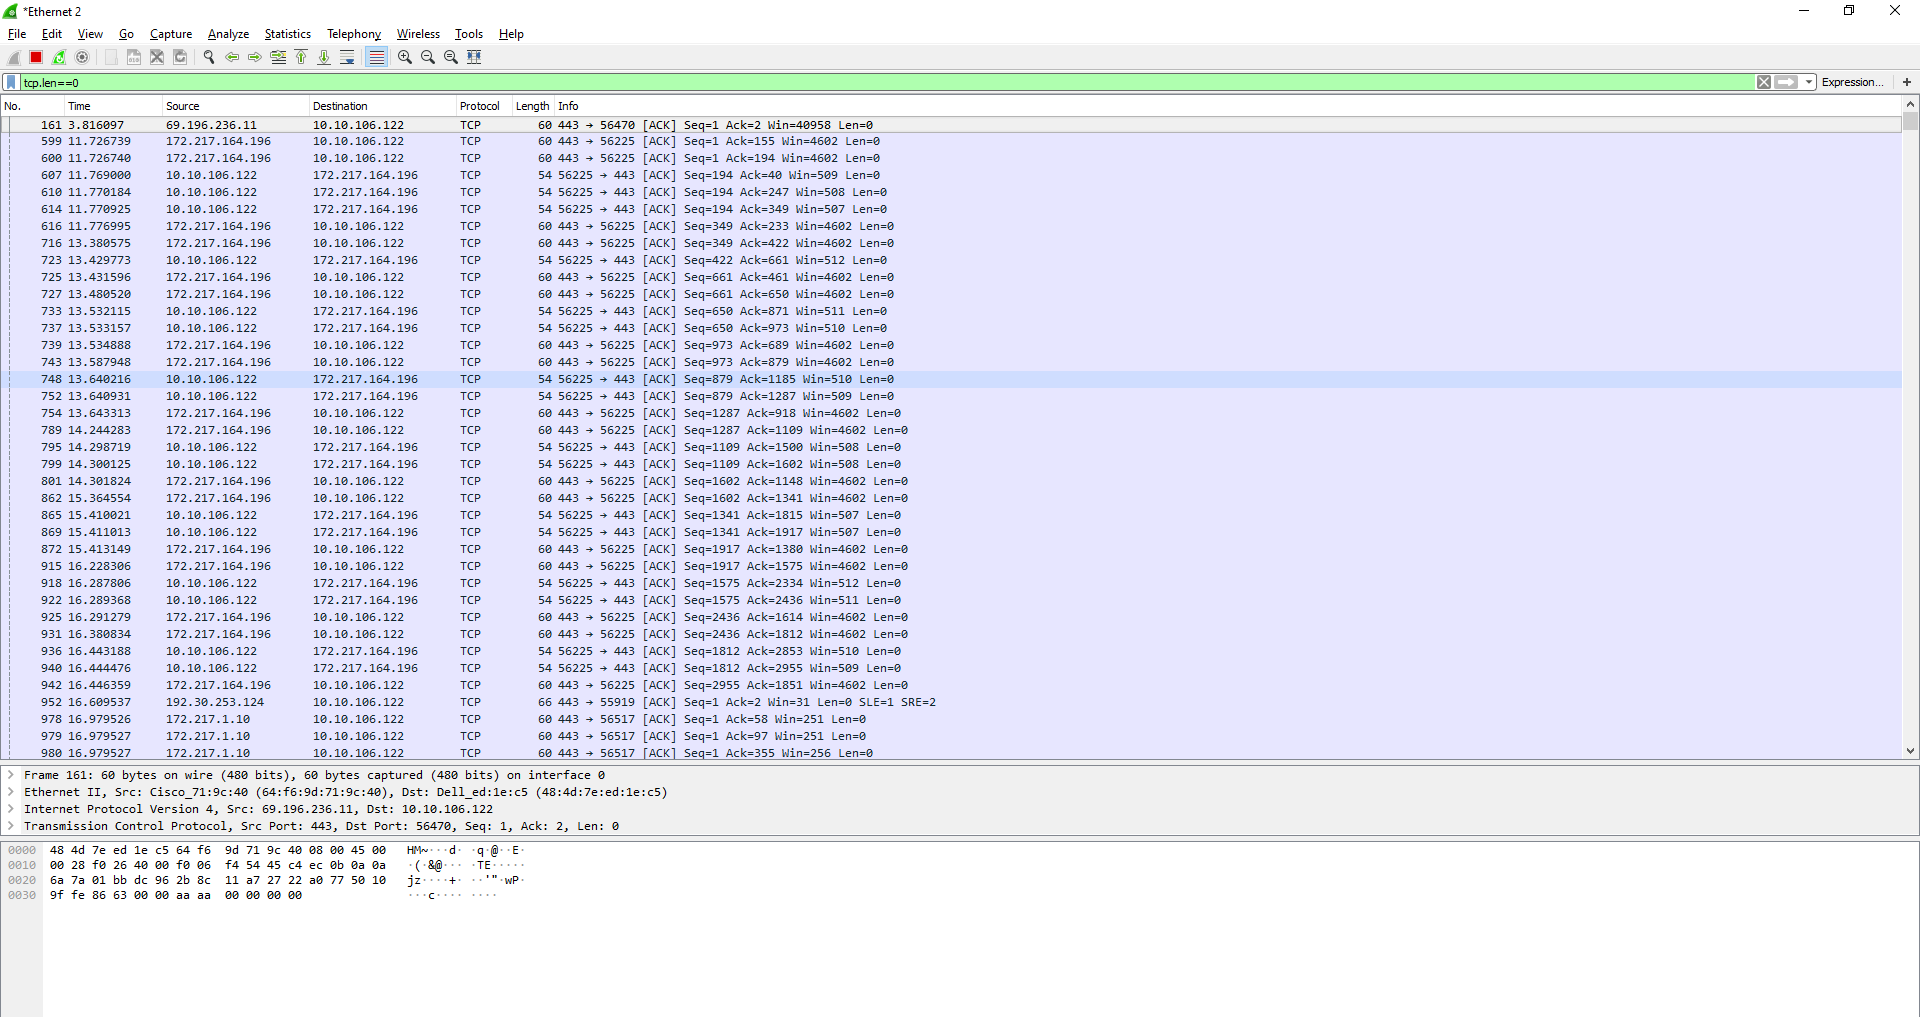 *Ethernet 2
File Edit View Go Capture Analyze Statistics Telephony Wireless Tools Help
tcp.len==0 Expression... +
No. Time Source Destination Protocol Length Info
161 3.816097 69.196.236.11 10.10.106.122 TCP 60 443 → 56470 [ACK] Seq=1 Ack=2 Win=40958 Len=0
599 11.726739 172.217.164.196 10.10.106.122 TCP 60 443 → 56225 [ACK] Seq=1 Ack=155 Win=4602 Len=0
600 11.726740 172.217.164.196 10.10.106.122 TCP 60 443 → 56225 [ACK] Seq=1 Ack=194 Win=4602 Len=0
607 11.769000 10.10.106.122 172.217.164.196 TCP 54 56225 → 443 [ACK] Seq=194 Ack=40 Win=509 Len=0
610 11.770184 10.10.106.122 172.217.164.196 TCP 54 56225 → 443 [ACK] Seq=194 Ack=247 Win=508 Len=0
614 11.770925 10.10.106.122 172.217.164.196 TCP 54 56225 → 443 [ACK] Seq=194 Ack=349 Win=507 Len=0
616 11.776995 172.217.164.196 10.10.106.122 TCP 60 443 → 56225 [ACK] Seq=349 Ack=233 Win=4602 Len=0
716 13.380575 172.217.164.196 10.10.106.122 TCP 60 443 → 56225 [ACK] Seq=349 Ack=422 Win=4602 Len=0
723 13.429773 10.10.106.122 172.217.164.196 TCP 54 56225 → 443 [ACK] Seq=422 Ack=661 Win=512 Len=0
725 13.431596 172.217.164.196 10.10.106.122 TCP 60 443 → 56225 [ACK] Seq=661 Ack=461 Win=4602 Len=0
727 13.480520 172.217.164.196 10.10.106.122 TCP 60 443 → 56225 [ACK] Seq=661 Ack=650 Win=4602 Len=0
733 13.532115 10.10.106.122 172.217.164.196 TCP 54 56225 → 443 [ACK] Seq=650 Ack=871 Win=511 Len=0
737 13.533157 10.10.106.122 172.217.164.196 TCP 54 56225 → 443 [ACK] Seq=650 Ack=973 Win=510 Len=0
739 13.534888 172.217.164.196 10.10.106.122 TCP 60 443 → 56225 [ACK] Seq=973 Ack=689 Win=4602 Len=0
743 13.587948 172.217.164.196 10.10.106.122 TCP 60 443 → 56225 [ACK] Seq=973 Ack=879 Win=4602 Len=0
748 13.640216 10.10.106.122 172.217.164.196 TCP 54 56225 → 443 [ACK] Seq=879 Ack=1185 Win=510 Len=0
752 13.640931 10.10.106.122 172.217.164.196 TCP 54 56225 → 443 [ACK] Seq=879 Ack=1287 Win=509 Len=0
754 13.643313 172.217.164.196 10.10.106.122 TCP 60 443 → 56225 [ACK] Seq=1287 Ack=918 Win=4602 Len=0
789 14.244283 172.217.164.196 10.10.106.122 TCP 60 443 → 56225 [ACK] Seq=1287 Ack=1109 Win=4602 Len=0
795 14.298719 10.10.106.122 172.217.164.196 TCP 54 56225 → 443 [ACK] Seq=1109 Ack=1500 Win=508 Len=0
799 14.300125 10.10.106.122 172.217.164.196 TCP 54 56225 → 443 [ACK] Seq=1109 Ack=1602 Win=508 Len=0
801 14.301824 172.217.164.196 10.10.106.122 TCP 60 443 → 56225 [ACK] Seq=1602 Ack=1148 Win=4602 Len=0
862 15.364554 172.217.164.196 10.10.106.122 TCP 60 443 → 56225 [ACK] Seq=1602 Ack=1341 Win=4602 Len=0
865 15.410021 10.10.106.122 172.217.164.196 TCP 54 56225 → 443 [ACK] Seq=1341 Ack=1815 Win=507 Len=0
869 15.411013 10.10.106.122 172.217.164.196 TCP 54 56225 → 443 [ACK] Seq=1341 Ack=1917 Win=507 Len=0
872 15.413149 172.217.164.196 10.10.106.122 TCP 60 443 → 56225 [ACK] Seq=1917 Ack=1380 Win=4602 Len=0
915 16.228306 172.217.164.196 10.10.106.122 TCP 60 443 → 56225 [ACK] Seq=1917 Ack=1575 Win=4602 Len=0
918 16.287806 10.10.106.122 172.217.164.196 TCP 54 56225 → 443 [ACK] Seq=1575 Ack=2334 Win=512 Len=0
922 16.289368 10.10.106.122 172.217.164.196 TCP 54 56225 → 443 [ACK] Seq=1575 Ack=2436 Win=511 Len=0
925 16.291279 172.217.164.196 10.10.106.122 TCP 60 443 → 56225 [ACK] Seq=2436 Ack=1614 Win=4602 Len=0
931 16.380834 172.217.164.196 10.10.106.122 TCP 60 443 → 56225 [ACK] Seq=2436 Ack=1812 Win=4602 Len=0
936 16.443188 10.10.106.122 172.217.164.196 TCP 54 56225 → 443 [ACK] Seq=1812 Ack=2853 Win=510 Len=0
940 16.444476 10.10.106.122 172.217.164.196 TCP 54 56225 → 443 [ACK] Seq=1812 Ack=2955 Win=509 Len=0
942 16.446359 172.217.164.196 10.10.106.122 TCP 60 443 → 56225 [ACK] Seq=2955 Ack=1851 Win=4602 Len=0
952 16.609537 192.30.253.124 10.10.106.122 TCP 66 443 → 55919 [ACK] Seq=1 Ack=2 Win=31 Len=0 SLE=1 SRE=2
978 16.979526 172.217.1.10 10.10.106.122 TCP 60 443 → 56517 [ACK] Seq=1 Ack=58 Win=251 Len=0
979 16.979527 172.217.1.10 10.10.106.122 TCP 60 443 → 56517 [ACK] Seq=1 Ack=97 Win=251 Len=0
980 16.979527 172.217.1.10 10.10.106.122 TCP 60 443 → 56517 [ACK] Seq=1 Ack=355 Win=256 Len=0
Frame 161: 60 bytes on wire (480 bits), 60 bytes captured (480 bits) on interface 0
Ethernet II, Src: Cisco_71:9c:40 (64:f6:9d:71:9c:40), Dst: Dell_ed:1e:c5 (48:4d:7e:ed:1e:c5)
Internet Protocol Version 4, Src: 69.196.236.11, Dst: 10.10.106.122
Transmission Control Protocol, Src Port: 443, Dst Port: 56470, Seq: 1, Ack: 2, Len: 0
0000 48 4d 7e ed 1e c5 64 f6 9d 71 9c 40 08 00 45 00 HM~···d· ·q·@··E·
0010 00 28 f0 26 40 00 f0 06 f4 54 45 c4 ec 0b 0a 0a ·(·&@··· ·TE·····
0020 6a 7a 01 bb dc 96 2b 8c 11 a7 27 22 a0 77 50 10 jz····+· ··'"·wP·
0030 9f fe 86 63 00 00 aa aa 00 00 00 00 ···c···· ····